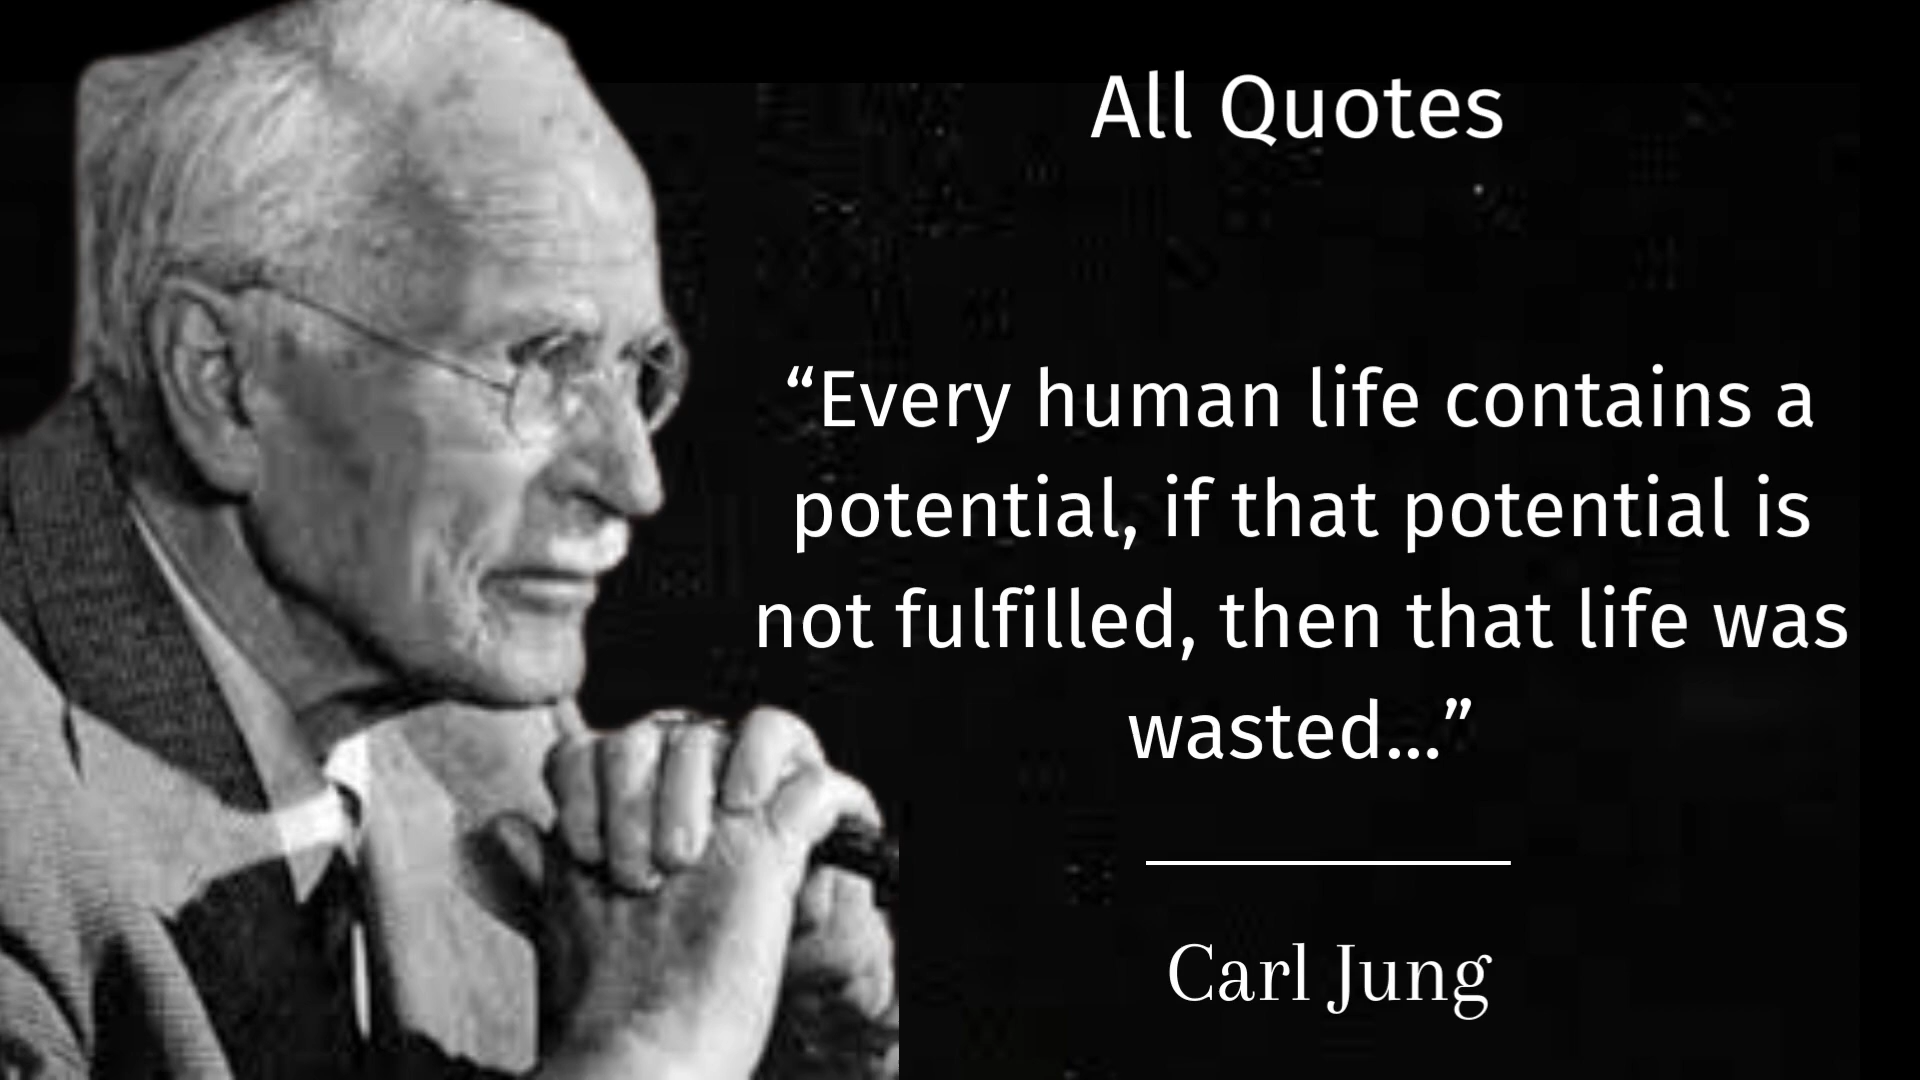 All Quotes
“Every human life contains a
potential, if that potential is
not fulfilled, then that life was
wasted...”
Carl Jung